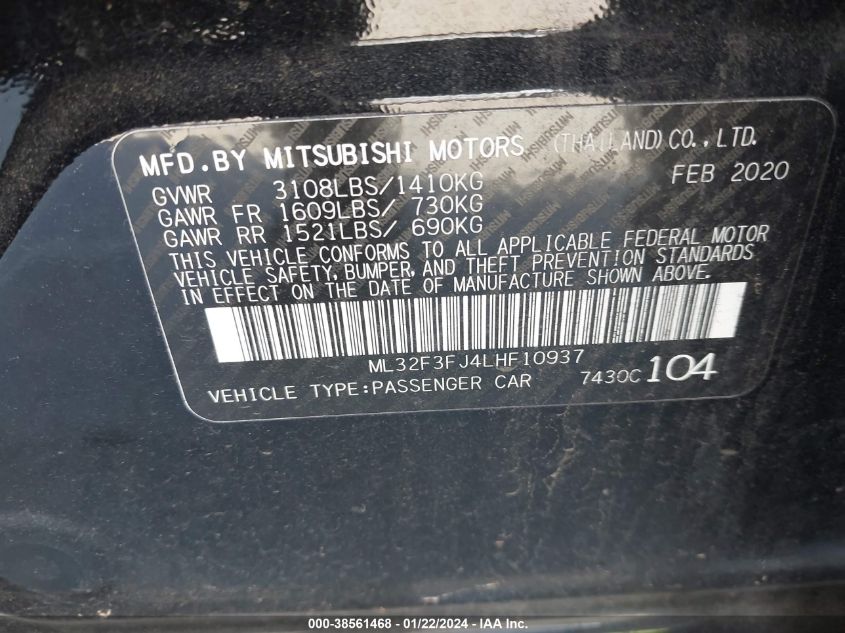 MFD.BY MITSUBISHI MOTORS (THAILAND)CO.,LTD.
FEB 2020
GVWR 3108LBS/1410KG
GAWR FR 1609LBS/ 730KG
GAWR RR 1521LBS/ 690KG
THIS VEHICLE CONFORMS TO ALL APPLICABLE FEDERAL MOTOR
VEHICLE SAFETY, BUMPER, AND THEFT PREVENTION STANDARDS
IN EFFECT ON THE DATE OF MANUFACTURE SHOWN ABOVE.
ML32F3FJ4LHF10937
VEHICLE TYPE:PASSENGER CAR 7430C 104
000-38561468 - 01/22/2024 - IAA Inc.